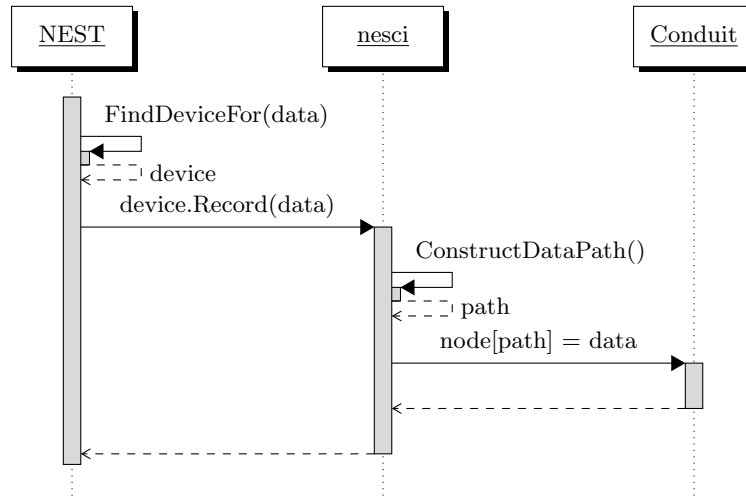 NEST
nesci
Conduit
FindDeviceFor(data)
device
device.Record(data)
ConstructDataPath()
path
node[path] = data